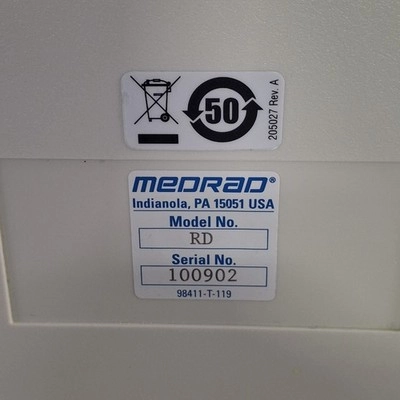 50
205027 Rev. A
MEDRAD®
Indianola, PA 15051 USA
Model No.
RD
Serial No.
100902
98411-T-119